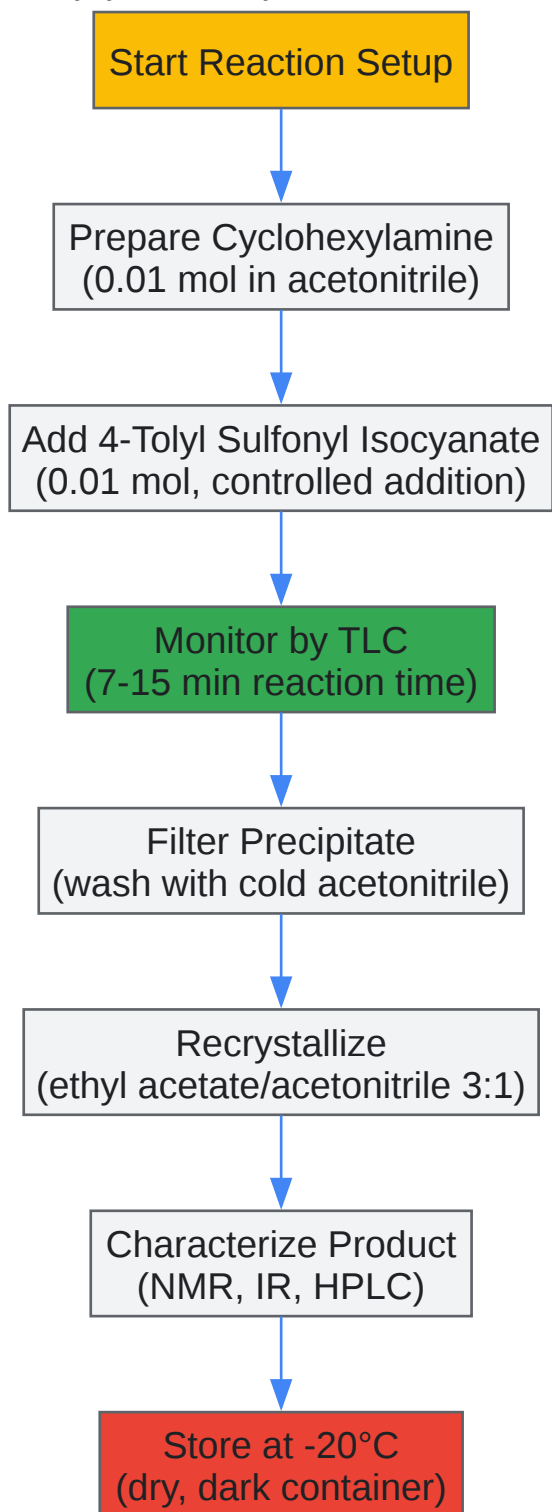 Start Reaction Setup
Prepare Cyclohexylamine
(0.01 mol in acetonitrile)
Add 4-Tolyl Sulfonyl Isocyanate
(0.01 mol, controlled addition)
Monitor by TLC
(7-15 min reaction time)
Filter Precipitate
(wash with cold acetonitrile)
Recrystallize
(ethyl acetate/acetonitrile 3:1)
Characterize Product
(NMR, IR, HPLC)
Store at -20°C
(dry, dark container)